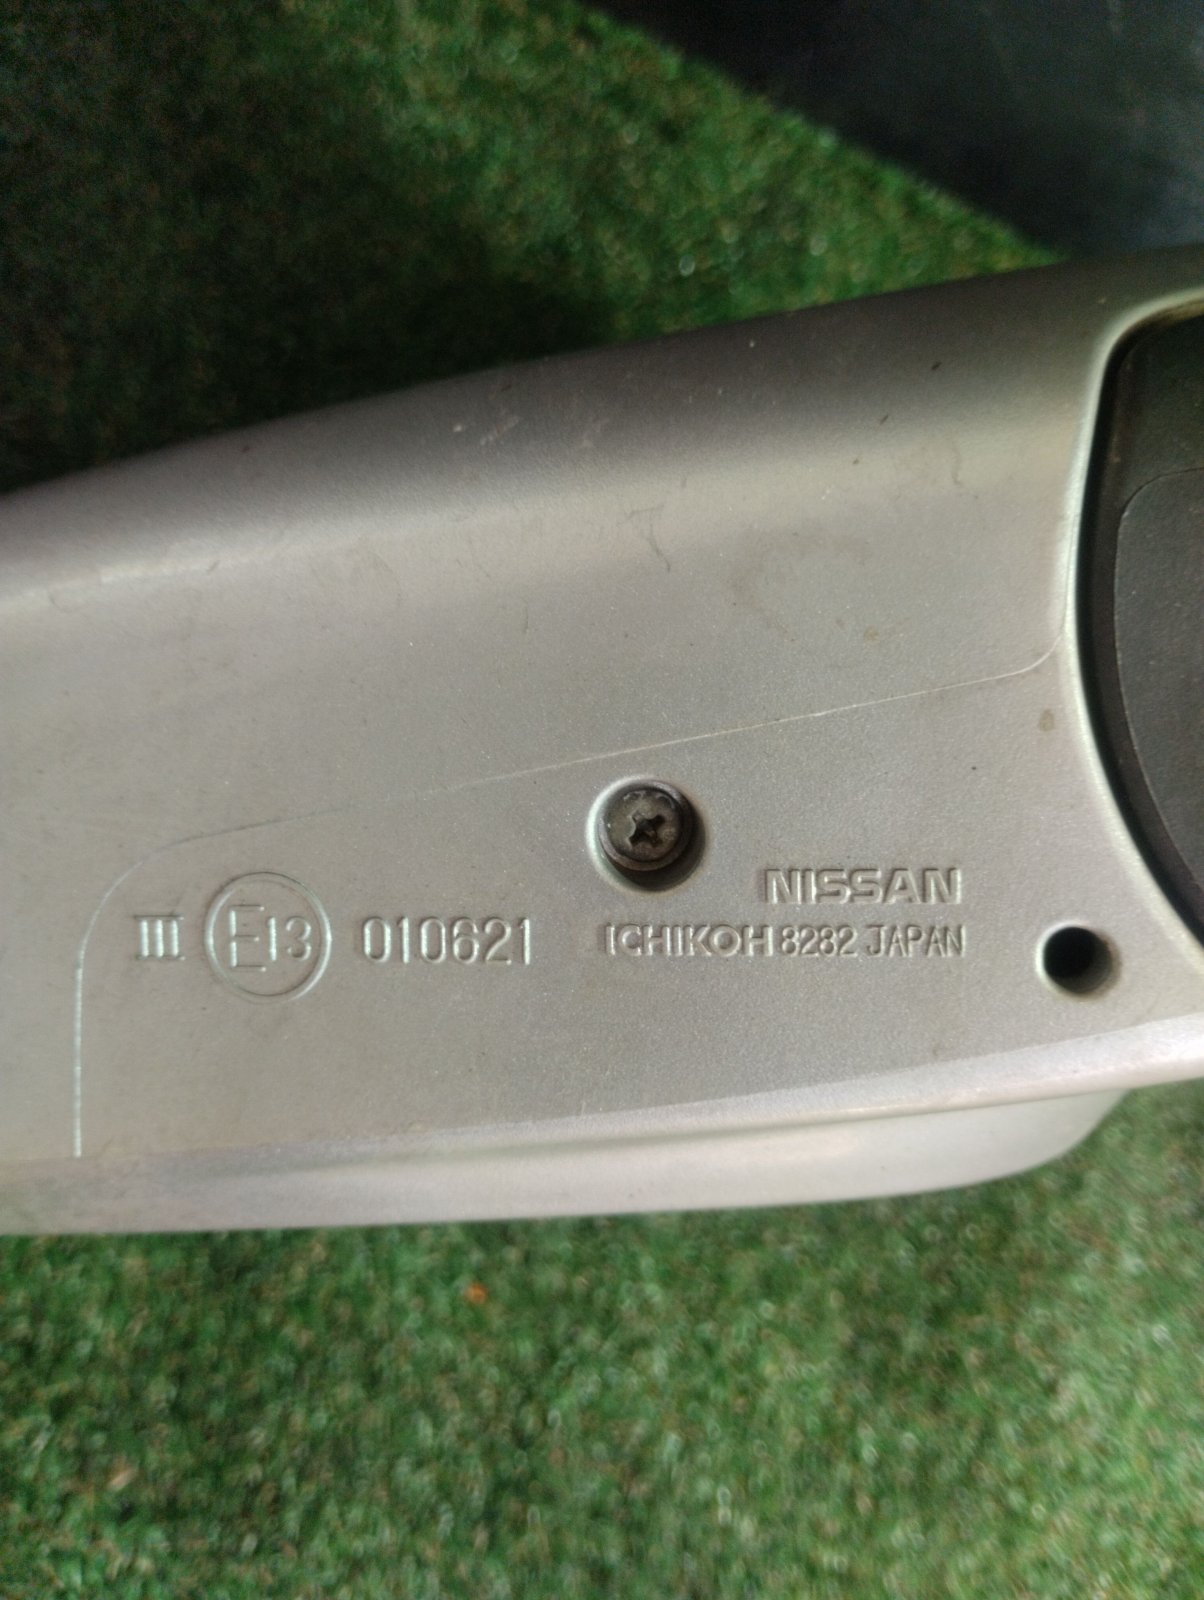 NISSAN
III E13 010621 ICHIKOH 8282 JAPAN